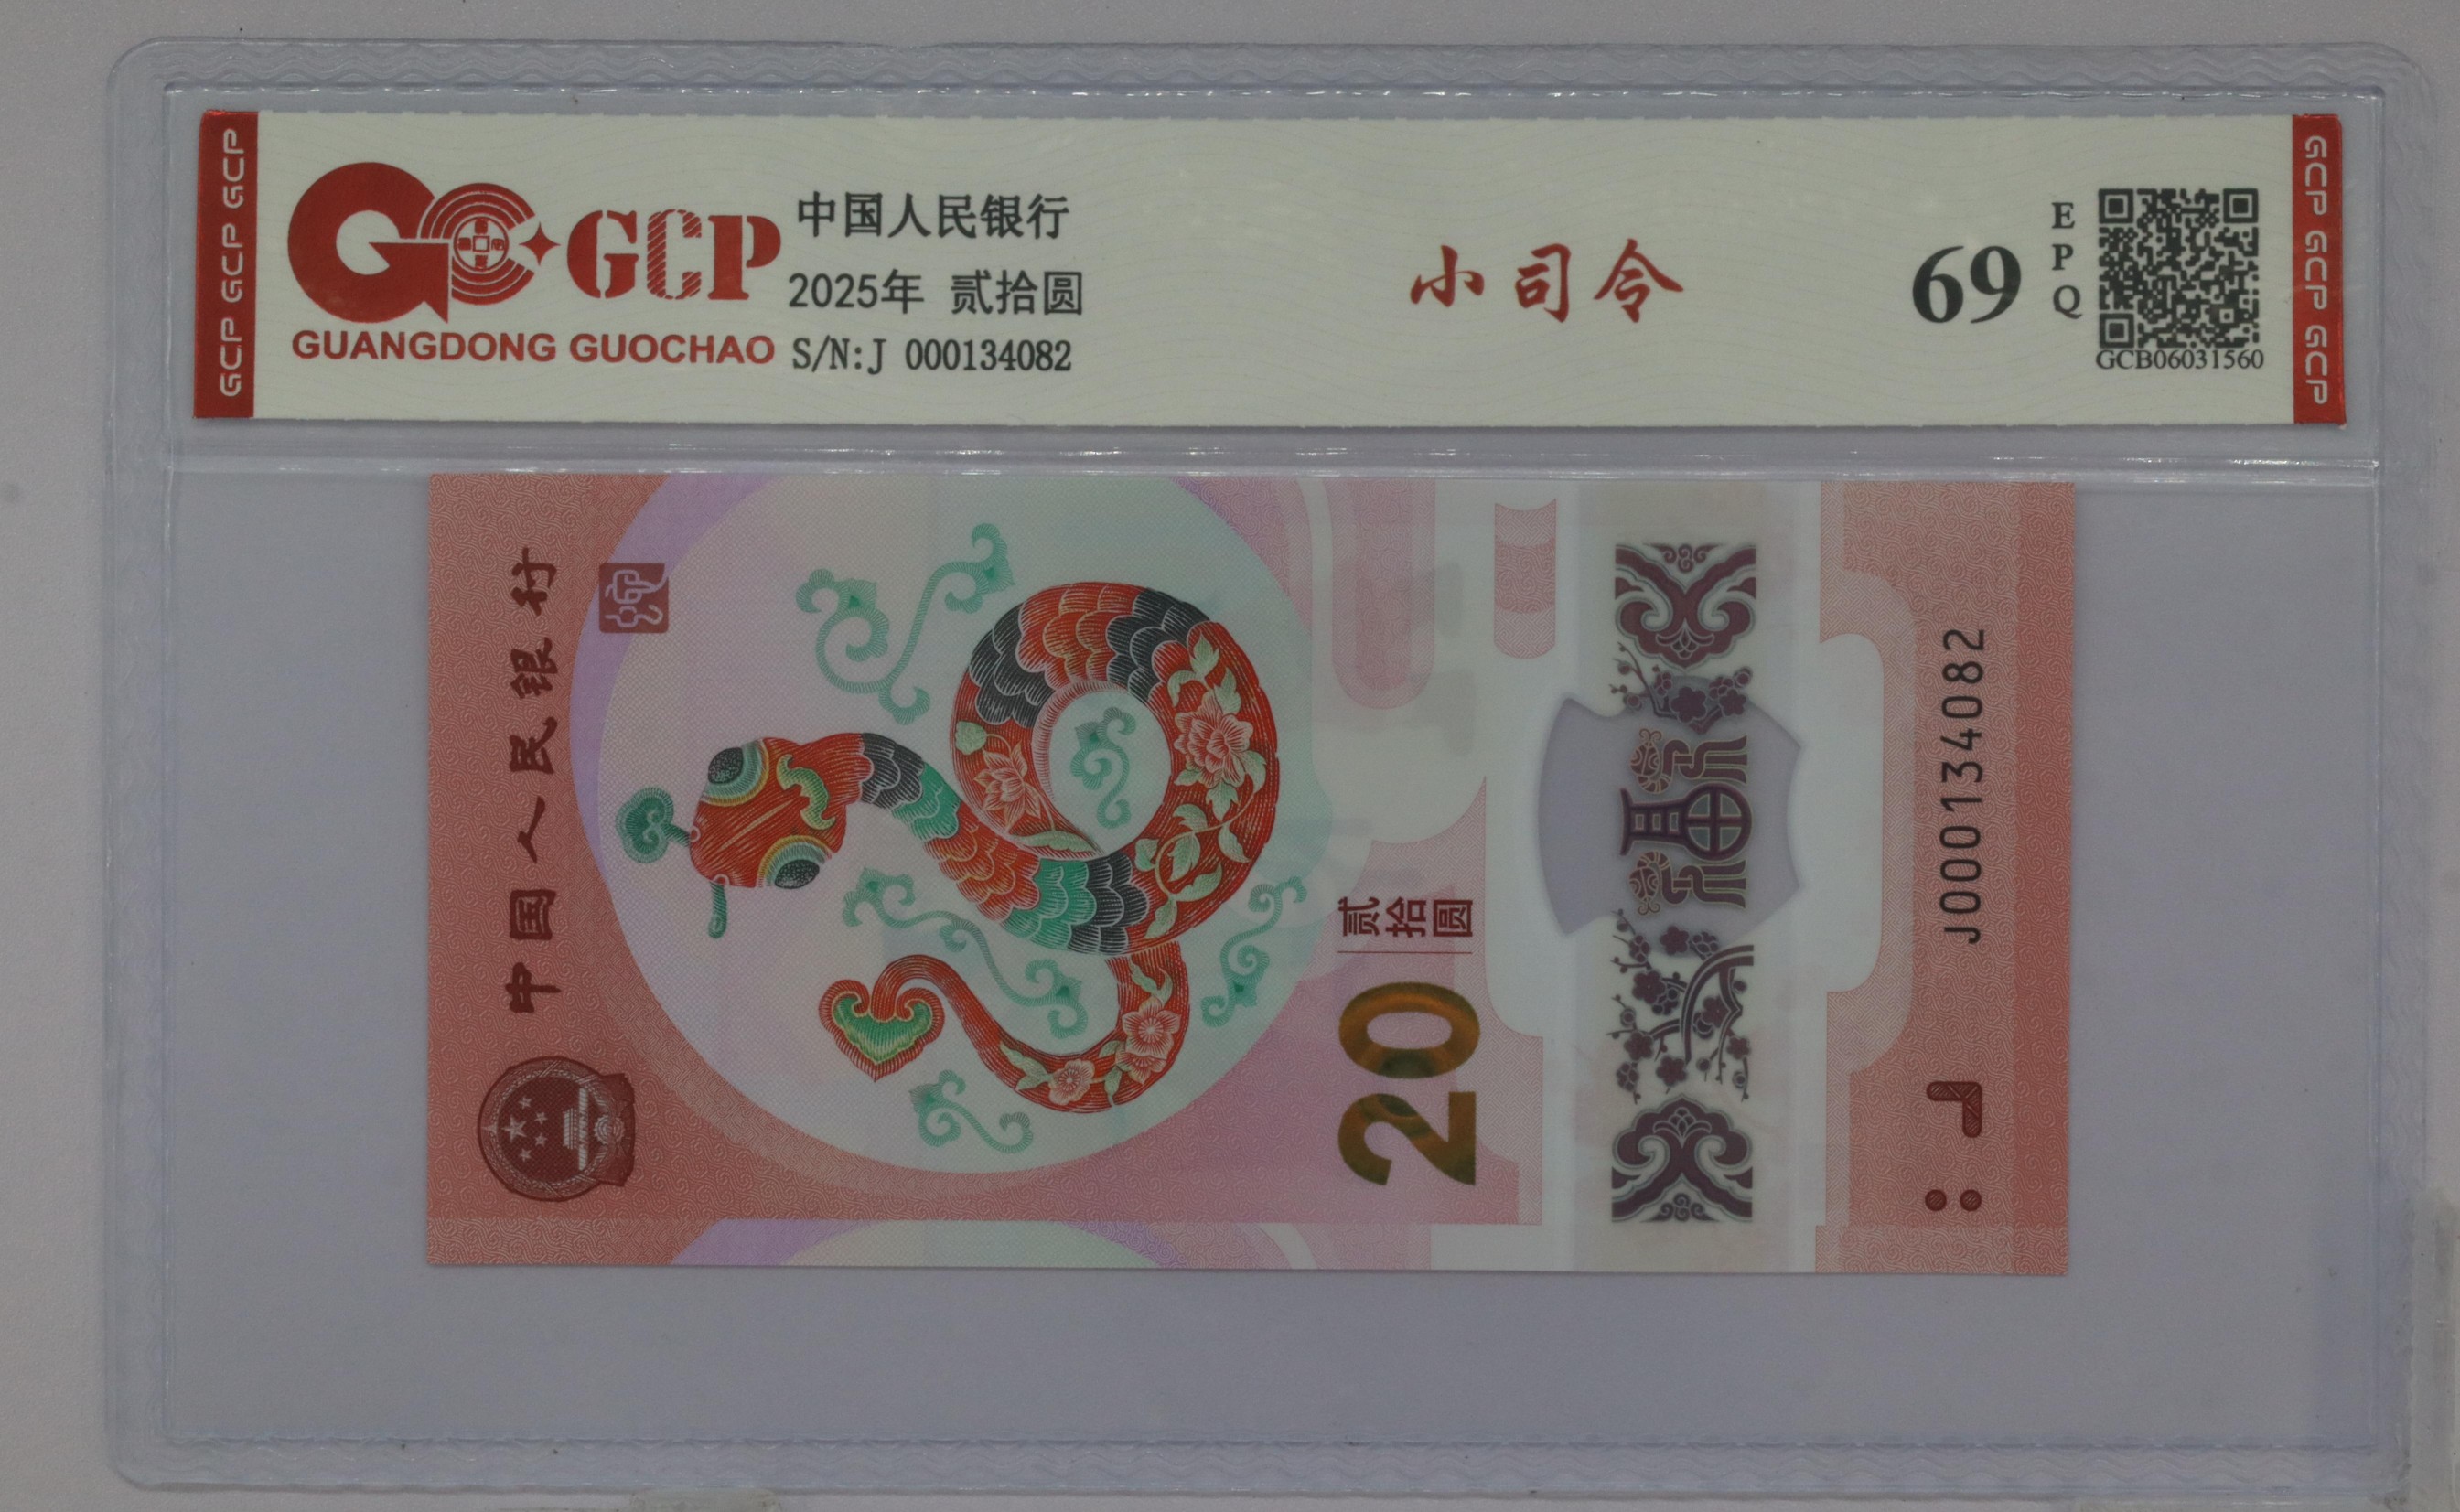 GCP GCP GCP
GCP
GUANGDONG GUOCHAO
中国人民银行
2025年 贰拾圆
S/N:J 000134082
小司令
69
EPQ
GCB06031560
GCP GCP GCP
中国人民银行
20
贰拾圆
福
J000134082